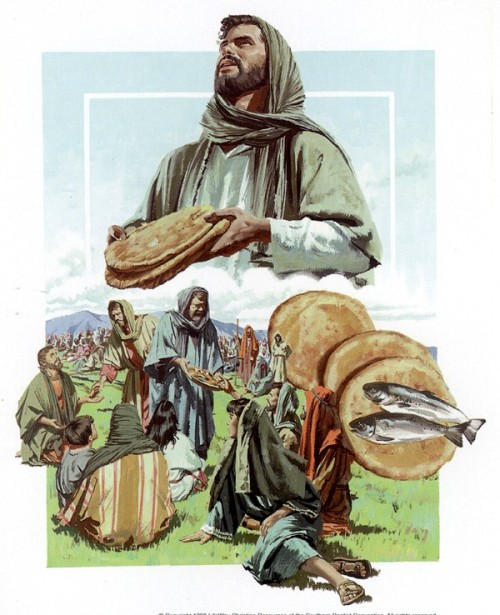 © Copyright Christian Resources of the Southern Baptist Convention. All rights reserved